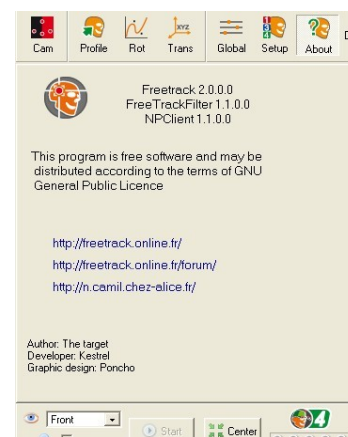 Cam Profile Rot Trans Global Setup About
Freetrack 2.0.0.0
FreeTrackFilter 1.1.0.0
NPClient 1.1.0.0
This program is free software and may be
distributed according to the terms of GNU
General Public Licence
http://freetrack.online.fr/
http://freetrack.online.fr/forum/
http://n.camil.chez-alice.fr/
Author: The target
Developer: Kestrel
Graphic design: Poncho
Front Start Center 4